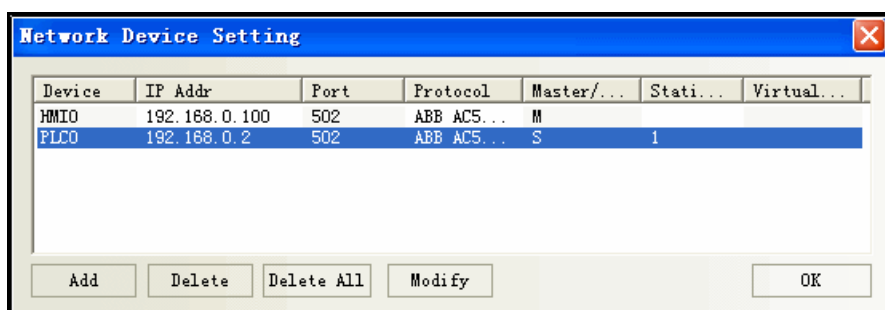 Network Device Setting
Device IP Addr Port Protocol Master/... Stati... Virtual...
HMI0 192.168.0.100 502 ABB AC5... M
PLC0 192.168.0.2 502 ABB AC5... S 1
Add Delete Delete All Modify OK